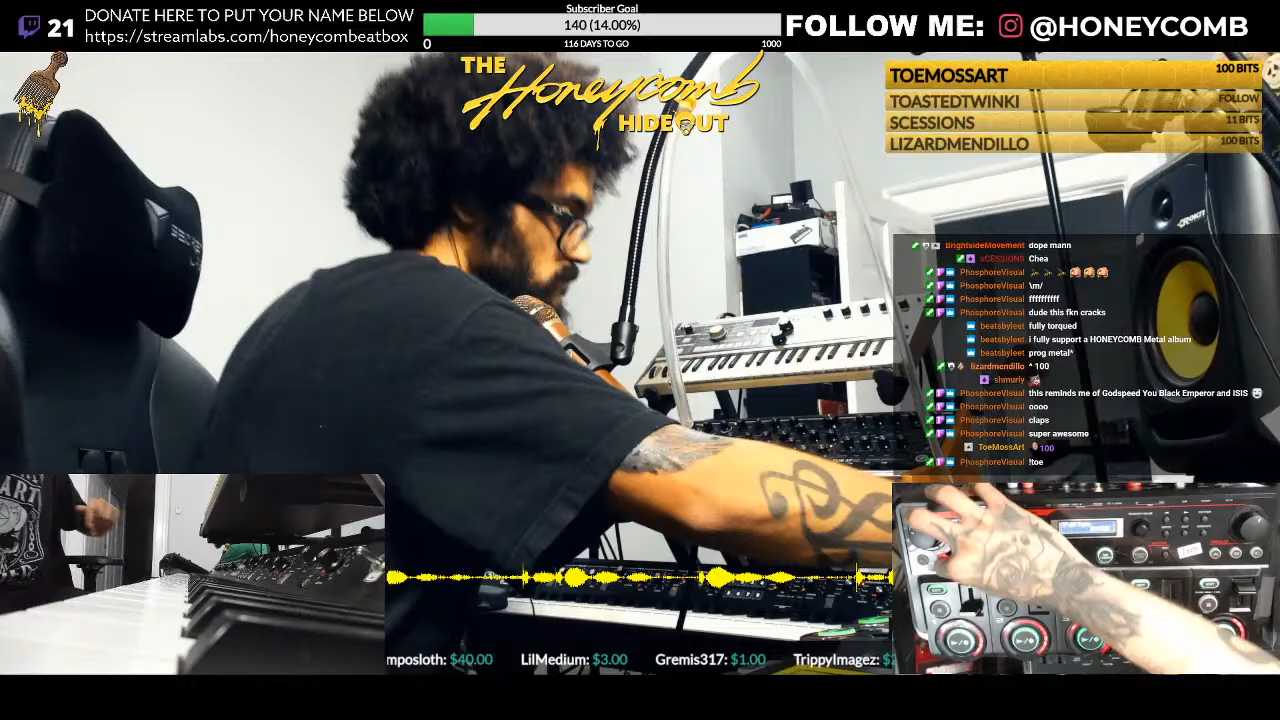 21
DONATE HERE TO PUT YOUR NAME BELOW
https://streamlabs.com/honeycombeatbox
Subscriber Goal
140 (14.00%)
0
116 DAYS TO GO
1000
FOLLOW ME: @HONEYCOMB
THE
Honeycomb
HIDEOUT
TOEMOSSART 100 BITS
TOASTEDTWINKI FOLLOW
SCESSIONS 11 BITS
LIZARDMENDILLO 100 BITS
ROKIT
BrightsideMovement dope mann
sCESSIONS Chea
PhosphoreVisual
PhosphoreVisual \m/
PhosphoreVisual ffffffffff
PhosphoreVisual dude this fkn cracks
beatsbyleet fully torqued
beatsbyleet i fully support a HONEYCOMB Metal album
beatsbyleet prog metal*
lizardmendillo ^ 100
shmurly
PhosphoreVisual this reminds me of Godspeed You Black Emperor and ISIS
PhosphoreVisual oooo
PhosphoreVisual claps
PhosphoreVisual super awesome
ToeMossArt 100
PhosphoreVisual !toe
ART
mposloth: $40.00
LilMedium: $3.00
Gremis317: $1.00
TrippyImagez: